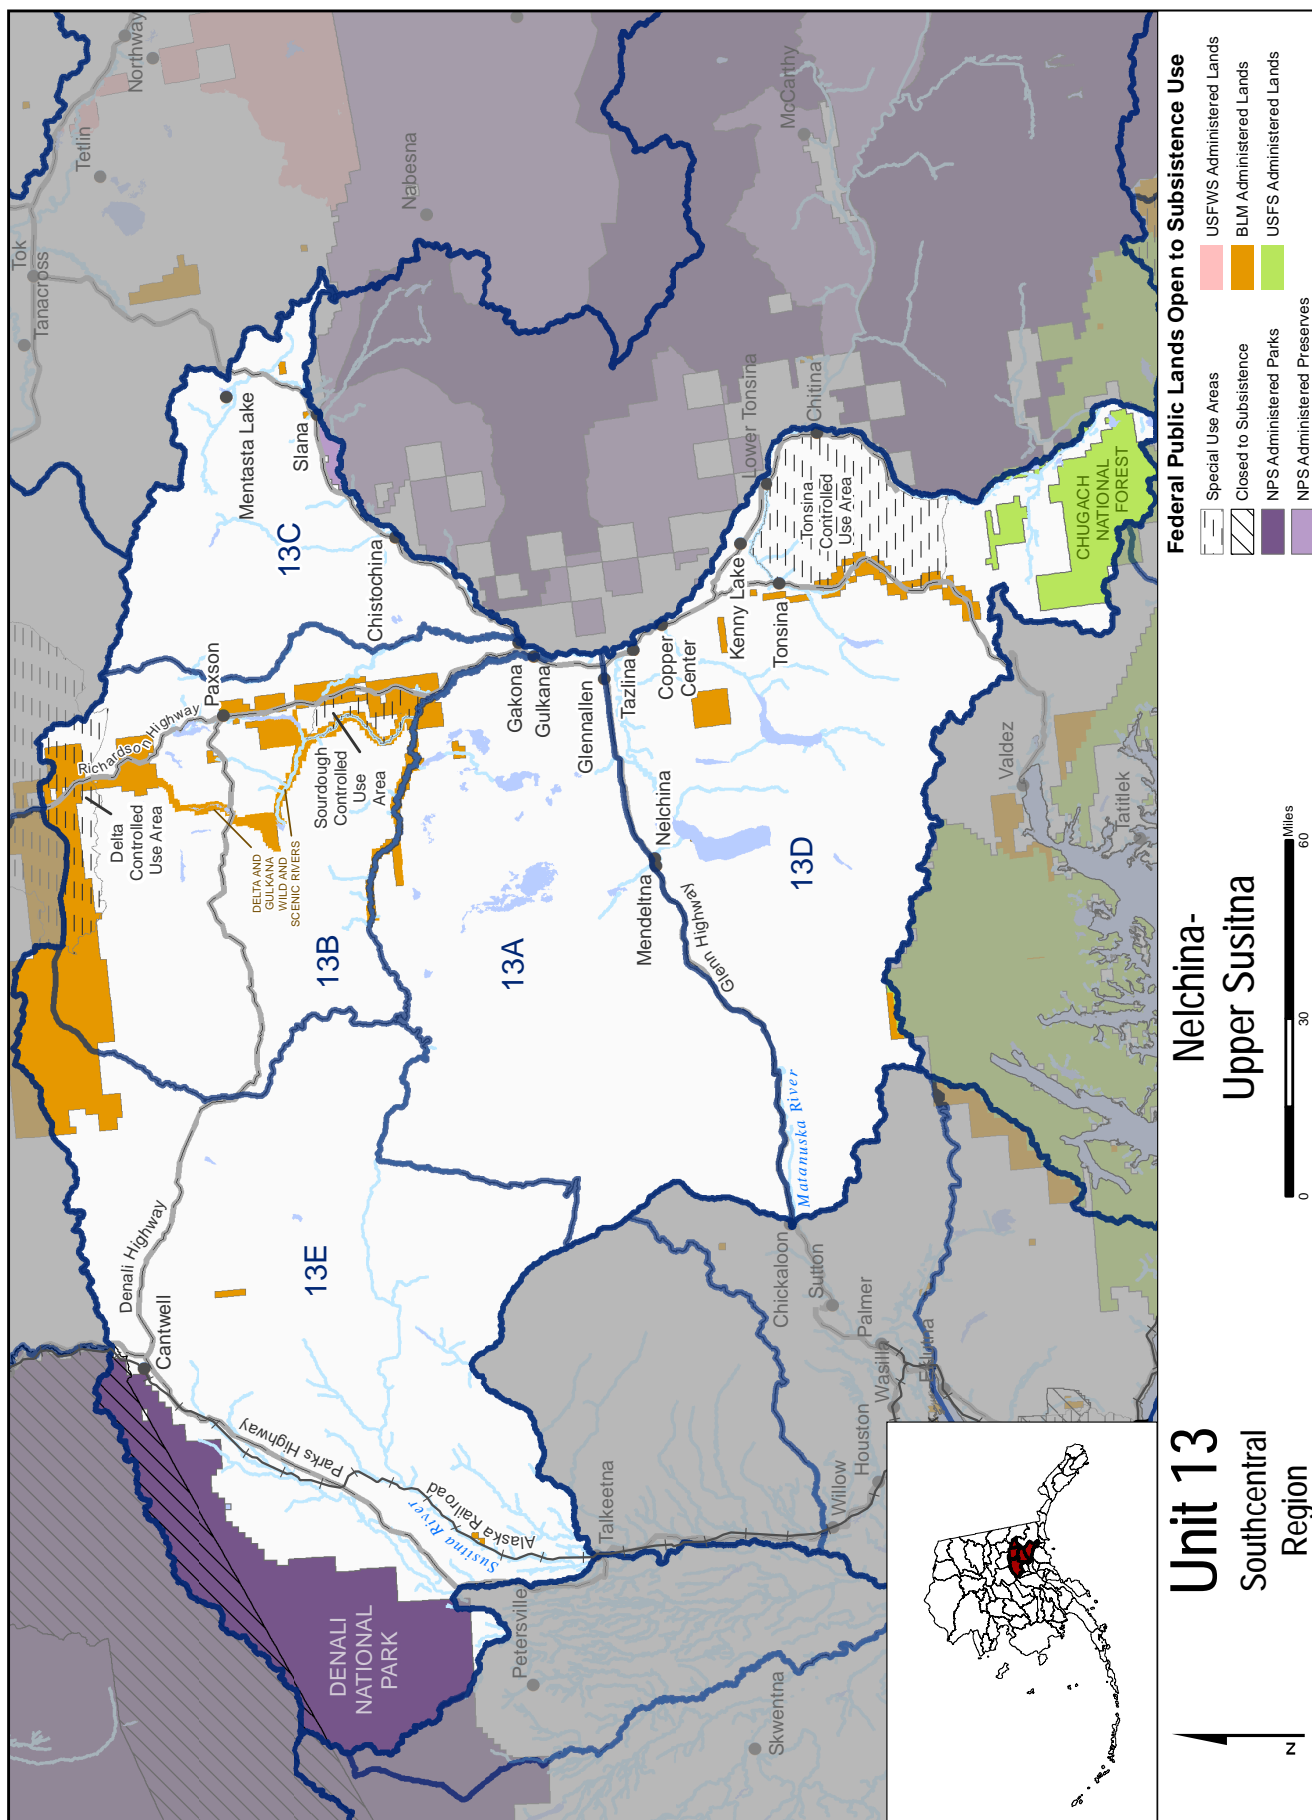 Northway
Tetlin
Tok
Tanacross
Nabesna
McCarthy
Mentasta Lake
Slana
13C
Chistochina
Lower Tonsina
Chitina
Tonsina
Controlled
Use Area
CHUGACH
NATIONAL
FOREST
Paxson
Richardson Highway
Gakona
Gulkana
Glennallen
Tazlina
Copper
Center
Kenny Lake
Tonsina
Delta
Controlled
Use Area
Sourdough
Controlled
Use
Area
DELTA AND
GULKANA
WILD AND
SCENIC RIVERS
13B
13A
Nelchina
Mendeltna
Glenn Highway
13D
Valdez
Tatitlek
Matanuska River
Denali Highway
Cantwell
13E
Parks Highway
Alaska Railroad
Susitna River
DENALI
NATIONAL
PARK
Petersville
Talkeetna
Skwentna
Willow
Houston
Wasilla
Palmer
Sutton
Chickaloon
Eklutna
Unit 13
Southcentral
Region
Nelchina-
Upper Susitna
0
30
60
Miles
N
Federal Public Lands Open to Subsistence Use
Special Use Areas
Closed to Subsistence
NPS Administered Parks
NPS Administered Preserves
USFWS Administered Lands
BLM Administered Lands
USFS Administered Lands